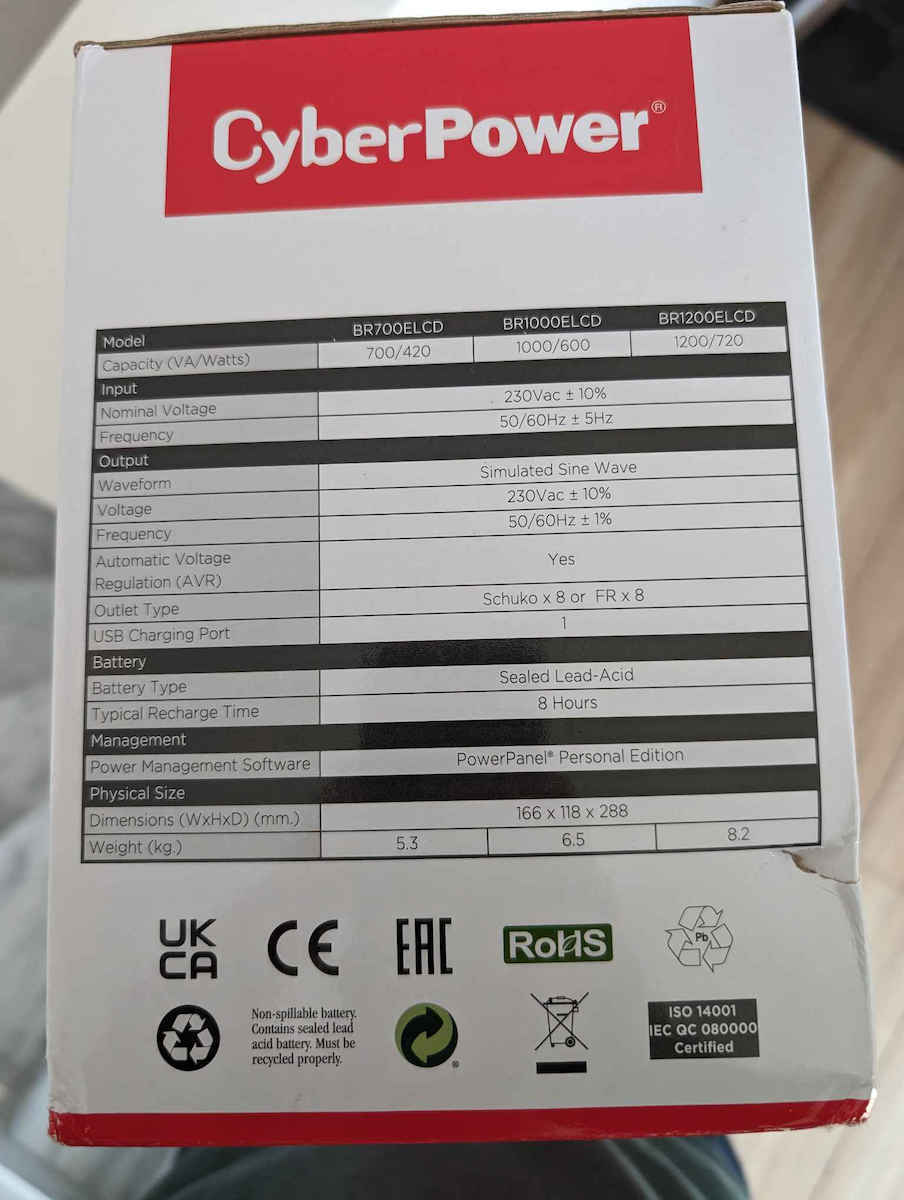 CyberPower®
Model BR700ELCD BR1000ELCD BR1200ELCD
Capacity (VA/Watts) 700/420 1000/600 1200/720
Input
Nominal Voltage 230Vac ± 10%
Frequency 50/60Hz ± 5Hz
Output
Waveform Simulated Sine Wave
Voltage 230Vac ± 10%
Frequency 50/60Hz ± 1%
Automatic Voltage
Regulation (AVR) Yes
Outlet Type Schuko x 8 or FR x 8
USB Charging Port 1
Battery
Battery Type Sealed Lead-Acid
Typical Recharge Time 8 Hours
Management
Power Management Software PowerPanel® Personal Edition
Physical Size
Dimensions (WxHxD) (mm.) 166 x 118 x 288
Weight (kg.) 5.3 6.5 8.2
UK
CA
CE
EAC
RoHS
Pb
Non-spillable battery.
Contains sealed lead
acid battery. Must be
recycled properly.
®
ISO 14001
IEC QC 080000
Certified